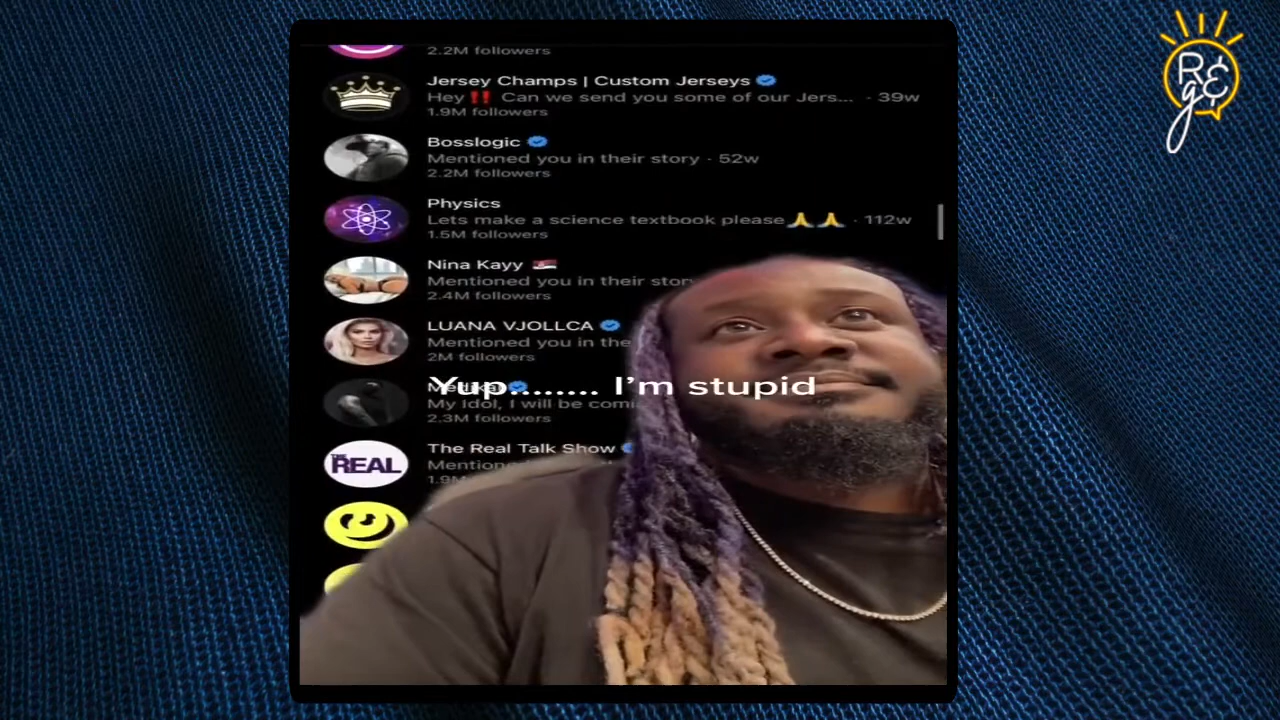 2.2M followers
Jersey Champs | Custom Jerseys
Hey‼️ Can we send you some of our Jers... · 39w
1.9M followers
Bosslogic
Mentioned you in their story · 52w
2.2M followers
Physics
Lets make a science textbook please🙏🙏 · 112w
1.5M followers
Nina Kayy 🇷🇸
Mentioned you in their story
2.4M followers
LUANA VJOLLCA
Mentioned you in the
2M followers
Yup........ I'm stupid
My Idol, I will be comi
2.3M followers
The Real Talk Show
Mention
1.9M
THE REAL
R&
g